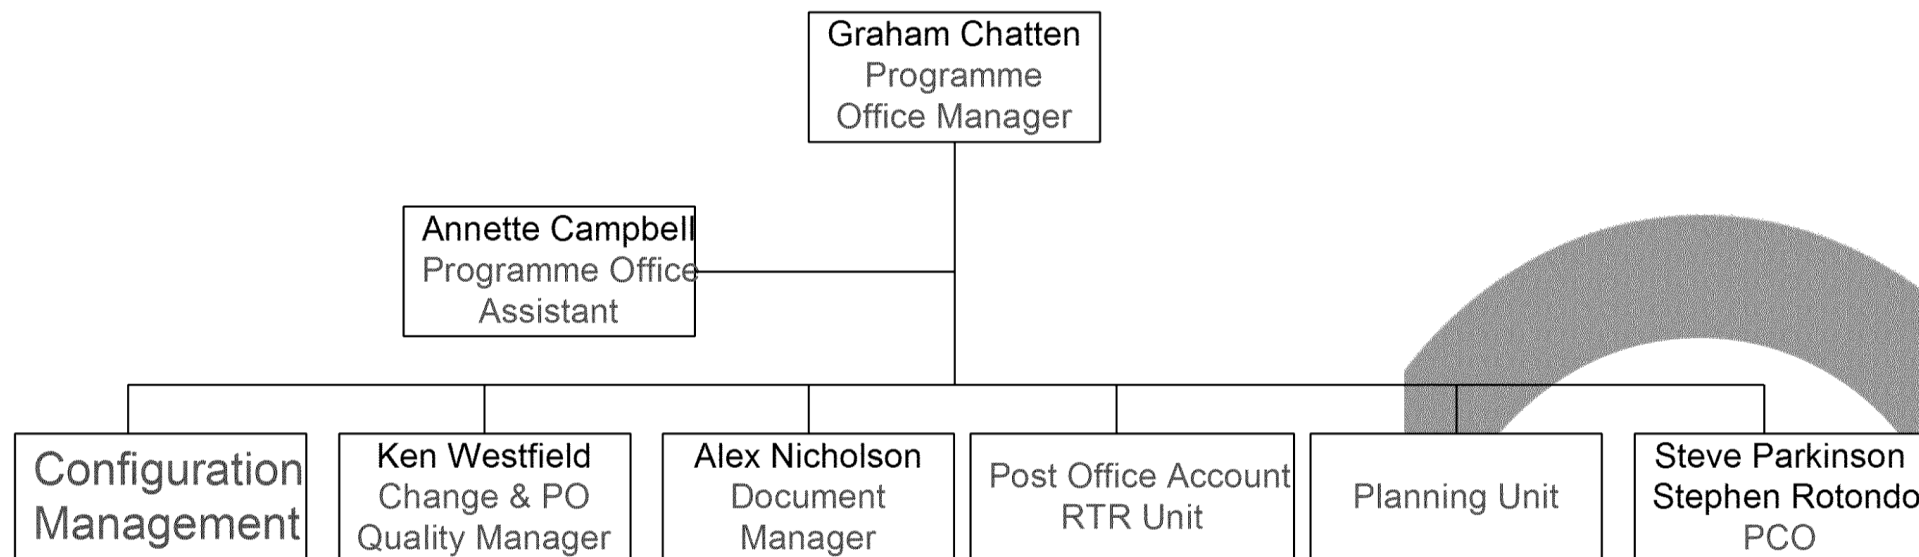 Graham Chatten
Programme
Office Manager
Annette Campbell
Programme Office
Assistant
Configuration
Management
Ken Westfield
Change & PO
Quality Manager
Alex Nicholson
Document
Manager
Post Office Account
RTR Unit
Planning Unit
Steve Parkinson
Stephen Rotondo
PCO